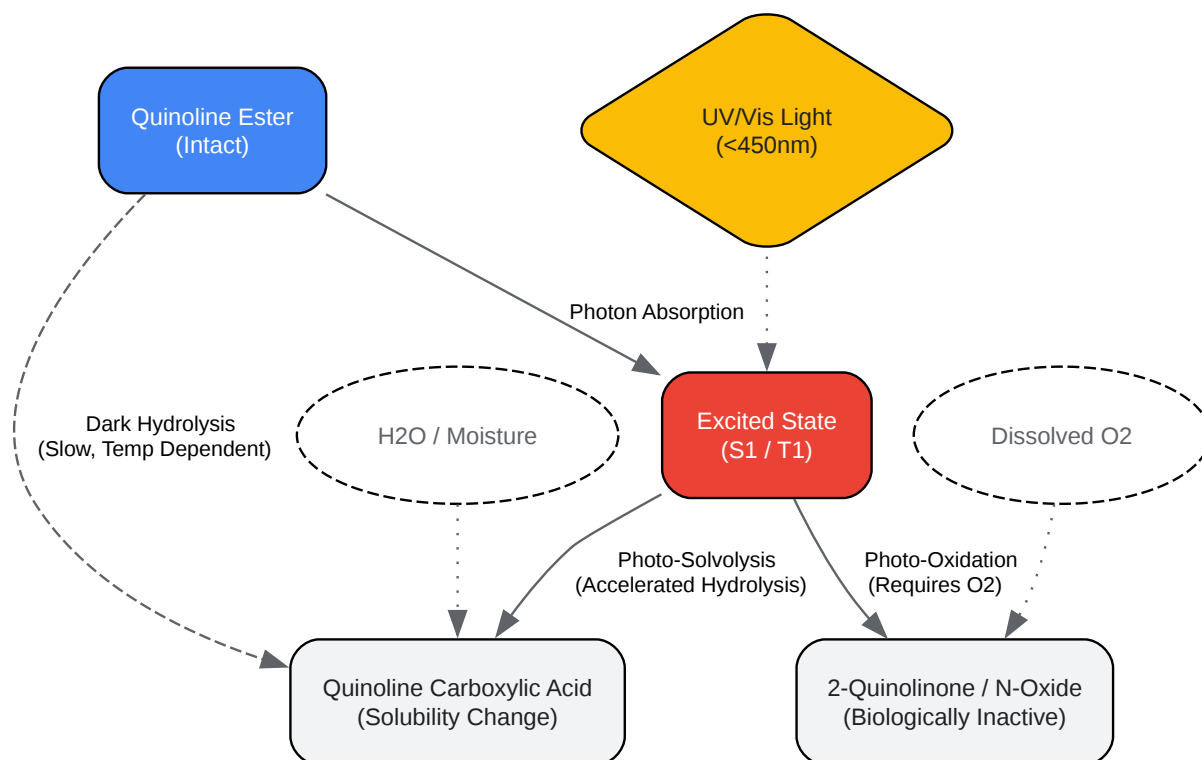 Quinoline Ester
(Intact)
UV/Vis Light
(<450nm)
Photon Absorption
Dark Hydrolysis
(Slow, Temp Dependent)
H2O / Moisture
Excited State
(S1 / T1)
Dissolved O2
Photo-Solvolysis
(Accelerated Hydrolysis)
Photo-Oxidation
(Requires O2)
Quinoline Carboxylic Acid
(Solubility Change)
2-Quinolinone / N-Oxide
(Biologically Inactive)